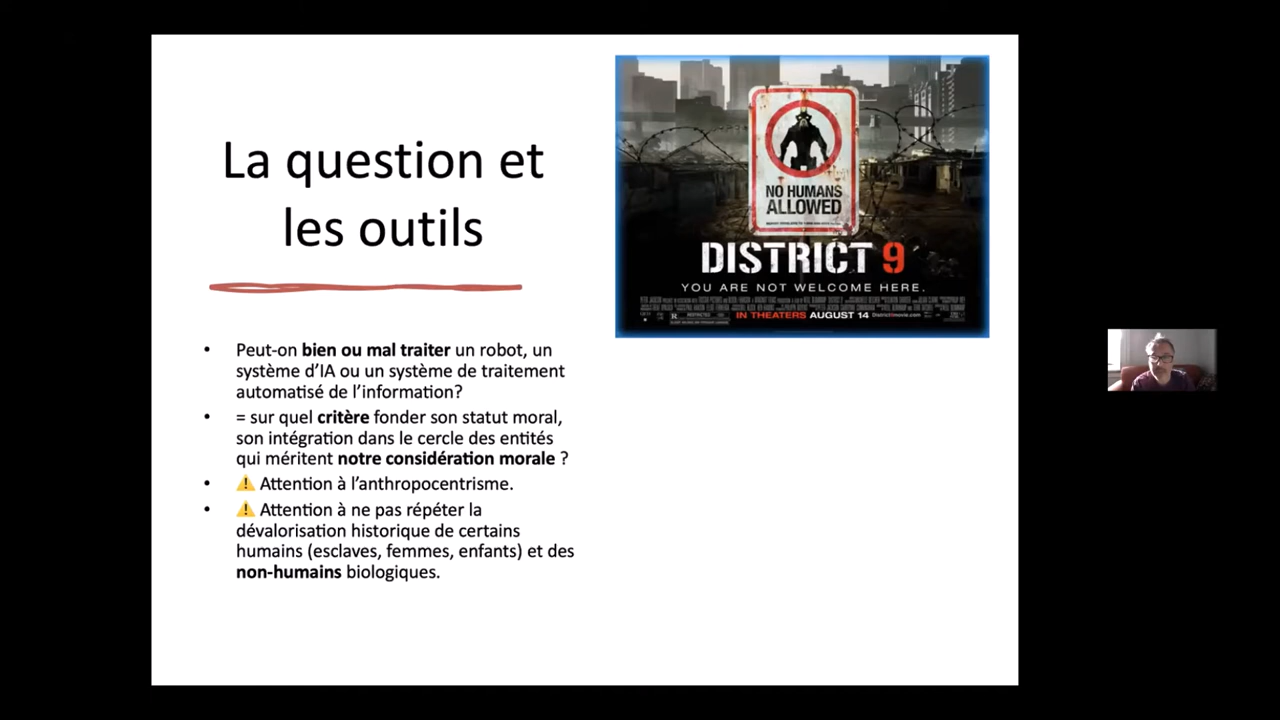 La question et
les outils
• Peut-on bien ou mal traiter un robot, un
système d’IA ou un système de traitement
automatisé de l’information?
• = sur quel critère fonder son statut moral,
son intégration dans le cercle des entités
qui méritent notre considération morale ?
• ⚠️ Attention à l’anthropocentrisme.
• ⚠️ Attention à ne pas répéter la
dévalorisation historique de certains
humains (esclaves, femmes, enfants) et des
non-humains biologiques.
NO HUMANS
ALLOWED
DISTRICT 9
YOU ARE NOT WELCOME HERE.
IN THEATERS AUGUST 14